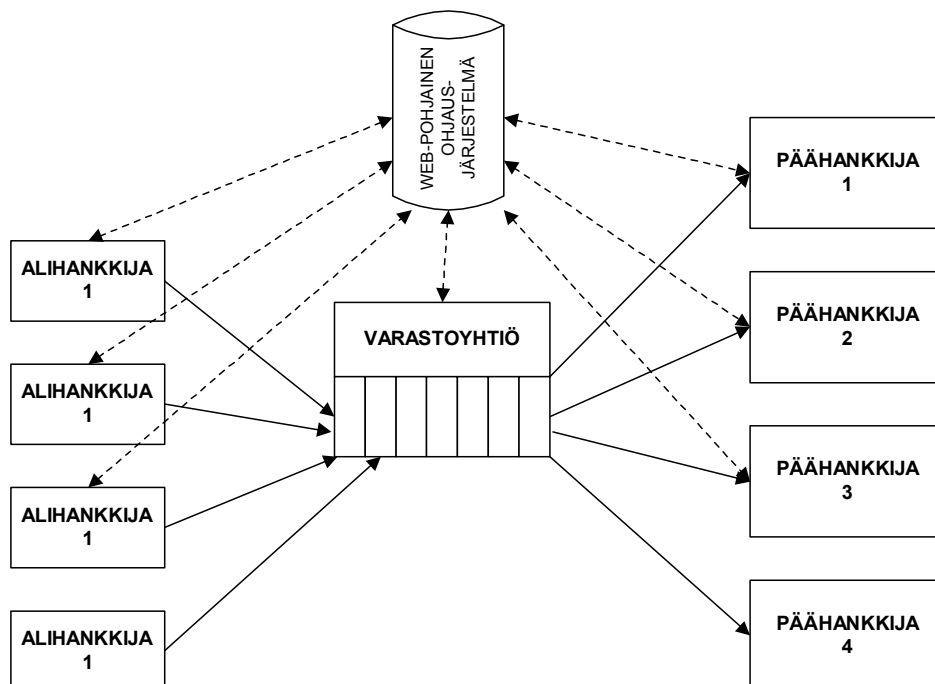 WEB-POHJAINEN
OHJAUS-
JÄRJESTELMÄ
PÄÄHANKKIJA
1
ALIHANKKIJA
1
PÄÄHANKKIJA
2
VARASTOYHTIÖ
ALIHANKKIJA
1
PÄÄHANKKIJA
3
ALIHANKKIJA
1
PÄÄHANKKIJA
4
ALIHANKKIJA
1